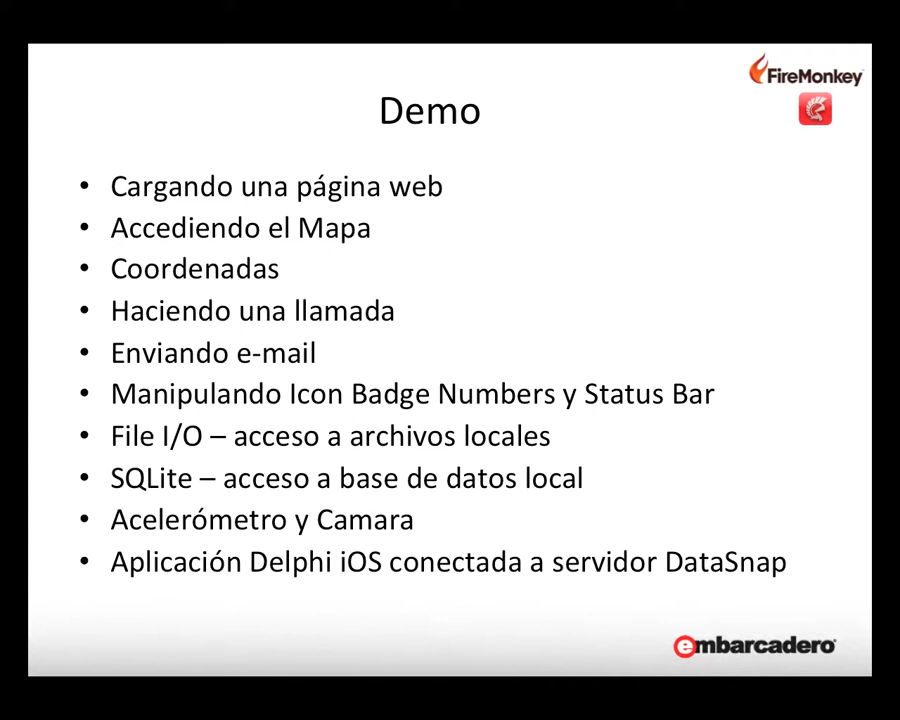 FireMonkey
Demo
• Cargando una página web
• Accediendo el Mapa
• Coordenadas
• Haciendo una llamada
• Enviando e-mail
• Manipulando Icon Badge Numbers y Status Bar
• File I/O – acceso a archivos locales
• SQLite – acceso a base de datos local
• Acelerómetro y Camara
• Aplicación Delphi iOS conectada a servidor DataSnap
embarcadero